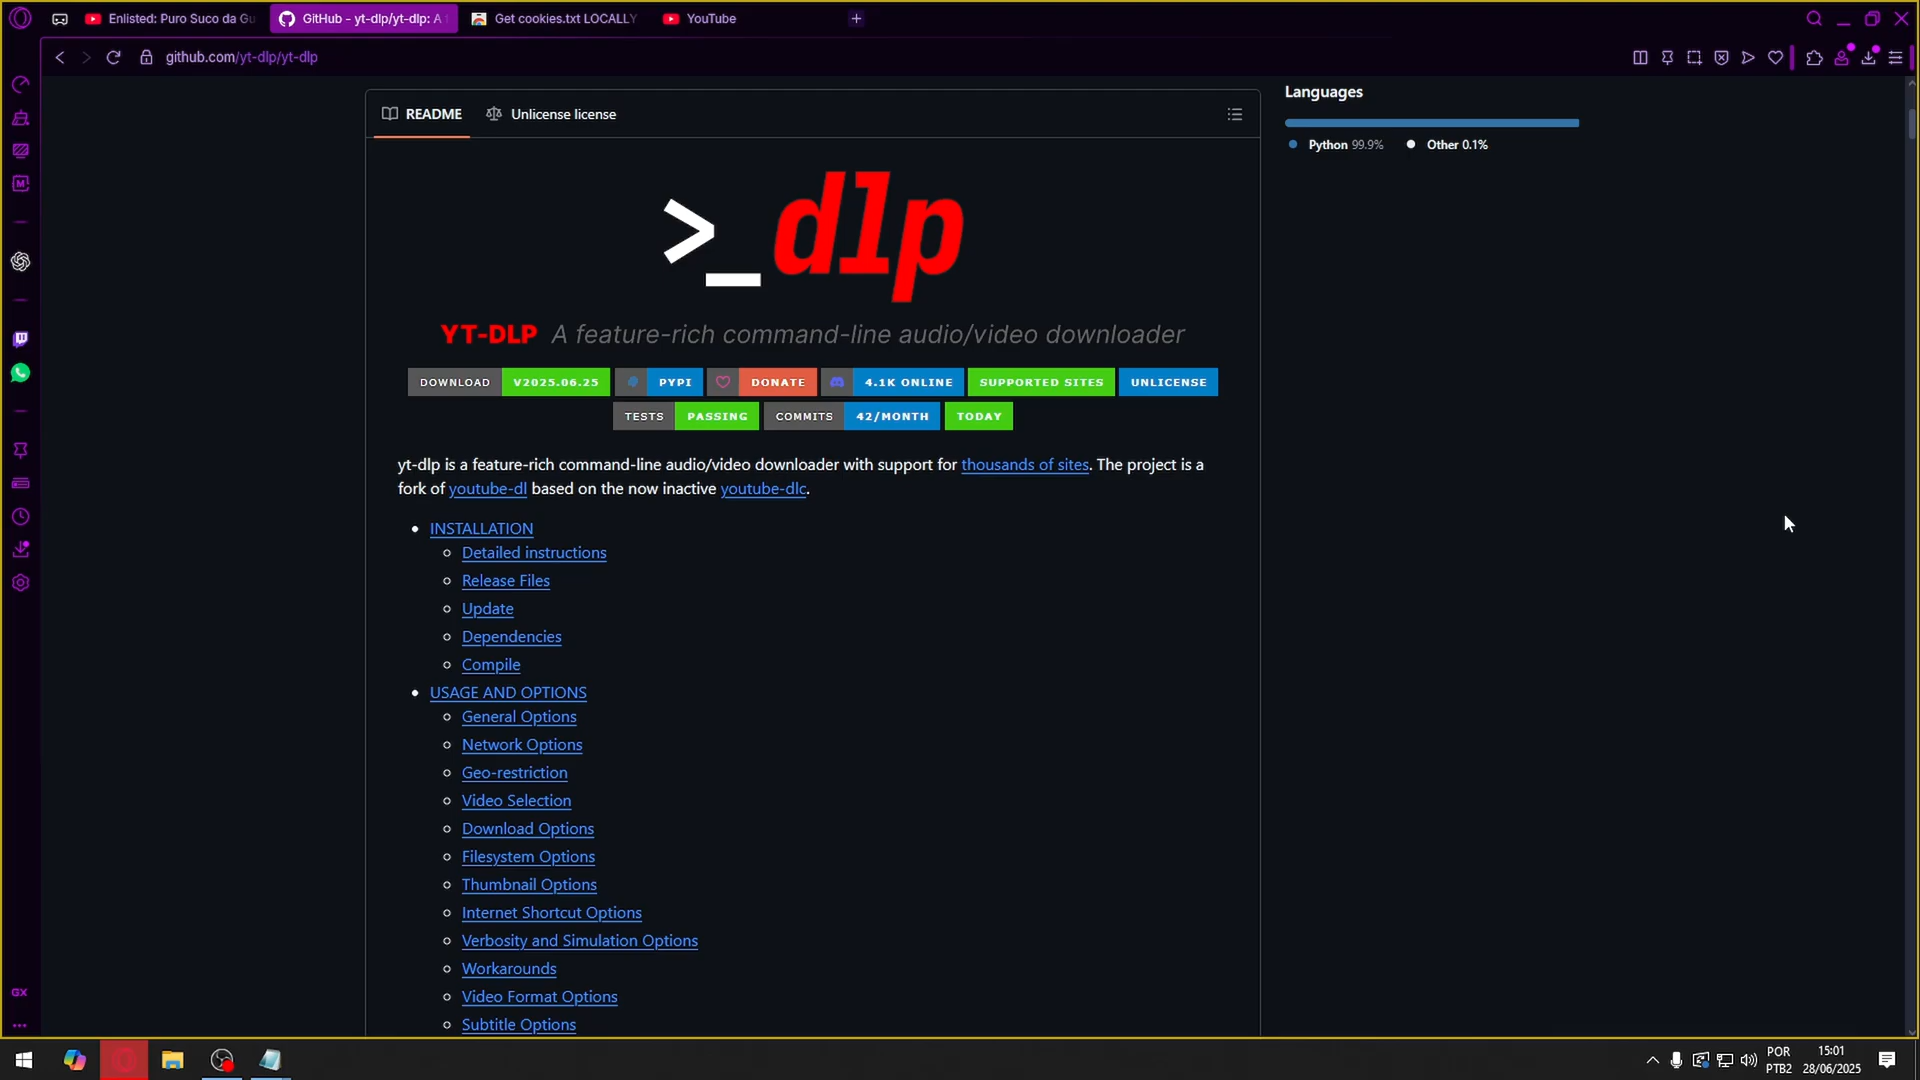 Enlisted: Puro Suco da Gu
GitHub - yt-dlp/yt-dlp: A f
Get cookies.txt LOCALLY
YouTube
github.com/yt-dlp/yt-dlp
README
Unlicense license
Languages
Python 99.9%
Other 0.1%
>_dlp
YT-DLP A feature-rich command-line audio/video downloader
DOWNLOAD V2025.06.25 PYPI DONATE 4.1K ONLINE SUPPORTED SITES UNLICENSE
TESTS PASSING COMMITS 42/MONTH TODAY
yt-dlp is a feature-rich command-line audio/video downloader with support for thousands of sites. The project is a
fork of youtube-dl based on the now inactive youtube-dlc.
INSTALLATION
Detailed instructions
Release Files
Update
Dependencies
Compile
USAGE AND OPTIONS
General Options
Network Options
Geo-restriction
Video Selection
Download Options
Filesystem Options
Thumbnail Options
Internet Shortcut Options
Verbosity and Simulation Options
Workarounds
Video Format Options
Subtitle Options
GX
POR
PTB2
15:01
28/06/2025